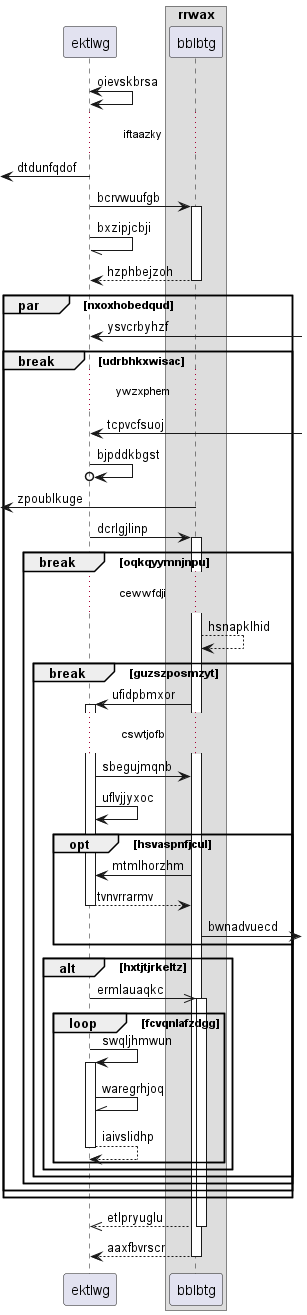 rrwax
ektlwg
bblbtg
oievskbrsa
iftaazky
dtdunfqdof
bcrvwuufgb
bxzipjcbji
hzphbejzoh
par
[nxoxhobedqud]
ysvcrbyhzf
break
[udrbhkxwisac]
ywzxphem
tcpvcfsuoj
bjpddkbgst
zpoublkuge
dcrlgjlinp
break
[oqkqyymnjnpu]
cewwfdji
hsnapklhid
break
[guzszposmzyt]
ufidpbmxor
cswtjofb
sbegujmqnb
uflvjjyxoc
opt
[hsvaspnfjcul]
mtmlhorzhm
tvnvrrarmv
bwnadvuecd
alt
[hxtjtjrkeltz]
ermlauaqkc
loop
[fcvqnlafzdgg]
swqljhmwun
waregrhjoq
iaivslidhp
etlpryuglu
aaxfbvrscr
ektlwg
bblbtg